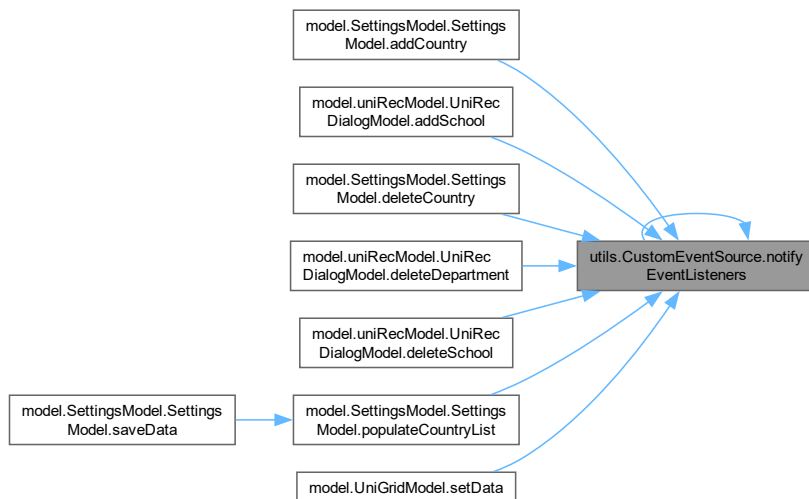 model.SettingsModel.Settings
Model.addCountry
model.uniRecModel.UniRec
DialogModel.addSchool
model.SettingsModel.Settings
Model.deleteCountry
model.uniRecModel.UniRec
DialogModel.deleteDepartment
utils.CustomEventSource.notify
EventListeners
model.uniRecModel.UniRec
DialogModel.deleteSchool
model.SettingsModel.Settings
Model.saveData
model.SettingsModel.Settings
Model.populateCountryList
model.UniGridModel.setData